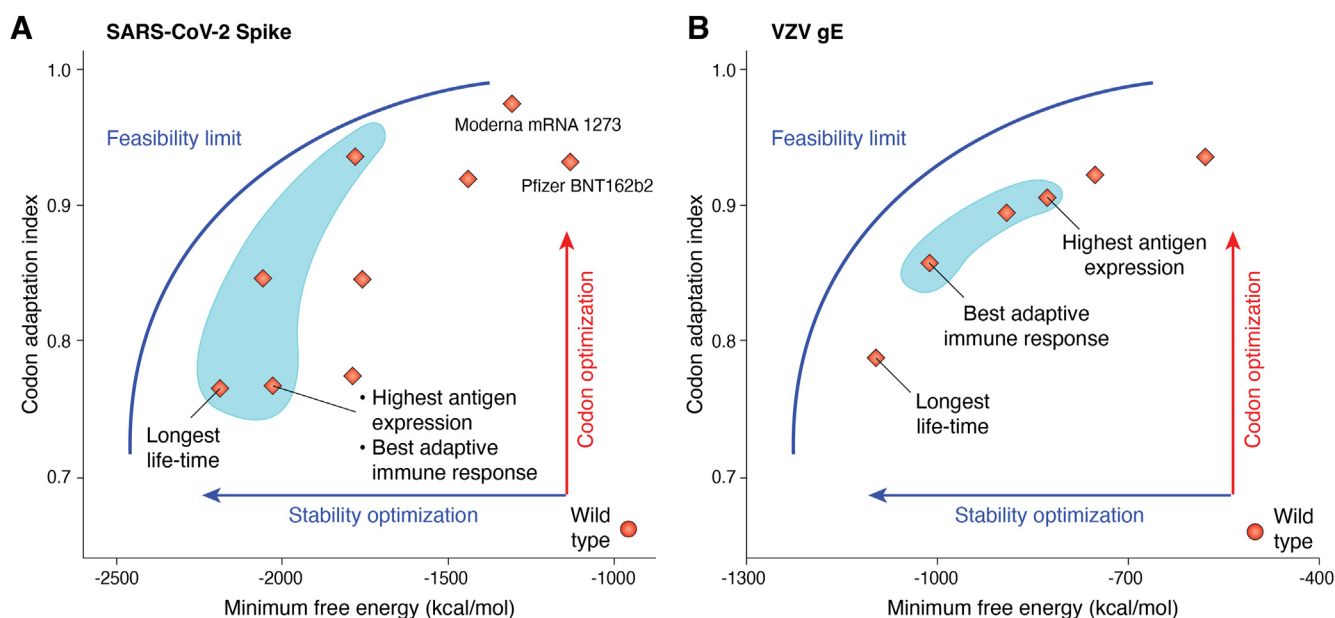 A
SARS-CoV-2 Spike
Codon adaptation index
1.0
0.9
0.8
0.7
Feasibility limit
Moderna mRNA 1273
Pfizer BNT162b2
Codon optimization
• Highest antigen
expression
• Best adaptive
immune response
Longest
life-time
Stability optimization
Wild
type
-2500
-2000
-1500
-1000
Minimum free energy (kcal/mol)
B
VZV gE
Codon adaptation index
1.0
0.9
0.8
0.7
Feasibility limit
Highest antigen
expression
Best adaptive
immune response
Codon optimization
Longest
life-time
Stability optimization
Wild
type
-1300
-1000
-700
-400
Minimum free energy (kcal/mol)